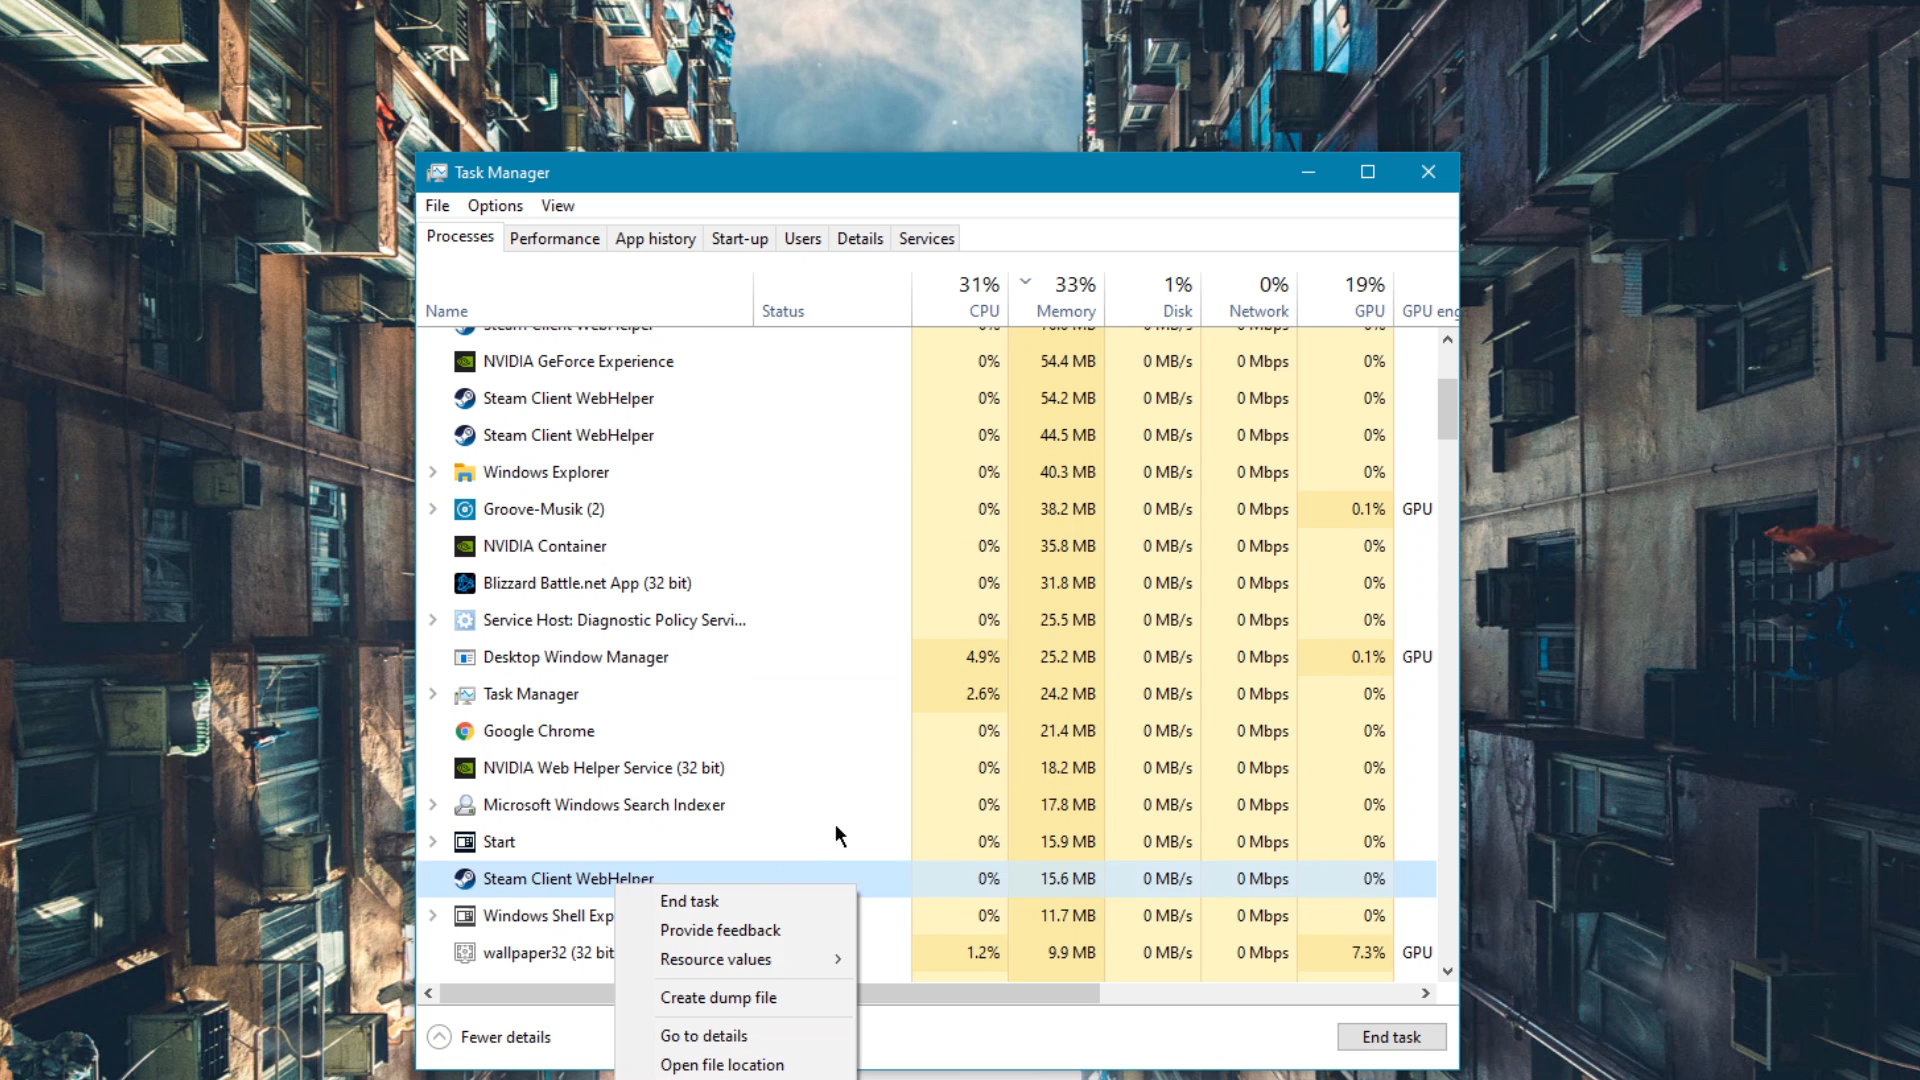 Task Manager
File Options View
Processes Performance App history Start-up Users Details Services
31% 33% 1% 0% 19%
Name Status CPU Memory Disk Network GPU GPU eng
Steam Client WebHelper 0% 0 MB/s 0 Mbps 0%
NVIDIA GeForce Experience 0% 54.4 MB 0 MB/s 0 Mbps 0%
Steam Client WebHelper 0% 54.2 MB 0 MB/s 0 Mbps 0%
Steam Client WebHelper 0% 44.5 MB 0 MB/s 0 Mbps 0%
Windows Explorer 0% 40.3 MB 0 MB/s 0 Mbps 0%
Groove-Musik (2) 0% 38.2 MB 0 MB/s 0 Mbps 0.1% GPU
NVIDIA Container 0% 35.8 MB 0 MB/s 0 Mbps 0%
Blizzard Battle.net App (32 bit) 0% 31.8 MB 0 MB/s 0 Mbps 0%
Service Host: Diagnostic Policy Servi... 0% 25.5 MB 0 MB/s 0 Mbps 0%
Desktop Window Manager 4.9% 25.2 MB 0 MB/s 0 Mbps 0.1% GPU
Task Manager 2.6% 24.2 MB 0 MB/s 0 Mbps 0%
Google Chrome 0% 21.4 MB 0 MB/s 0 Mbps 0%
NVIDIA Web Helper Service (32 bit) 0% 18.2 MB 0 MB/s 0 Mbps 0%
Microsoft Windows Search Indexer 0% 17.8 MB 0 MB/s 0 Mbps 0%
Start 0% 15.9 MB 0 MB/s 0 Mbps 0%
Steam Client WebHelper 0% 15.6 MB 0 MB/s 0 Mbps 0%
Windows Shell Exp 0% 11.7 MB 0 MB/s 0 Mbps 0%
wallpaper32 (32 bit 1.2% 9.9 MB 0 MB/s 0 Mbps 7.3% GPU
End task
Provide feedback
Resource values
Create dump file
Go to details
Open file location
Fewer details End task